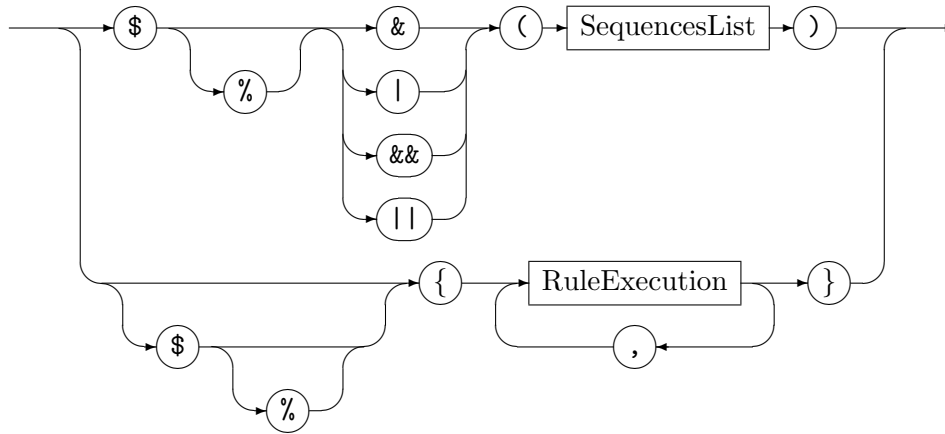 $ & ( SequencesList )
% |
&&
||
{ RuleExecution }
$ ,
%